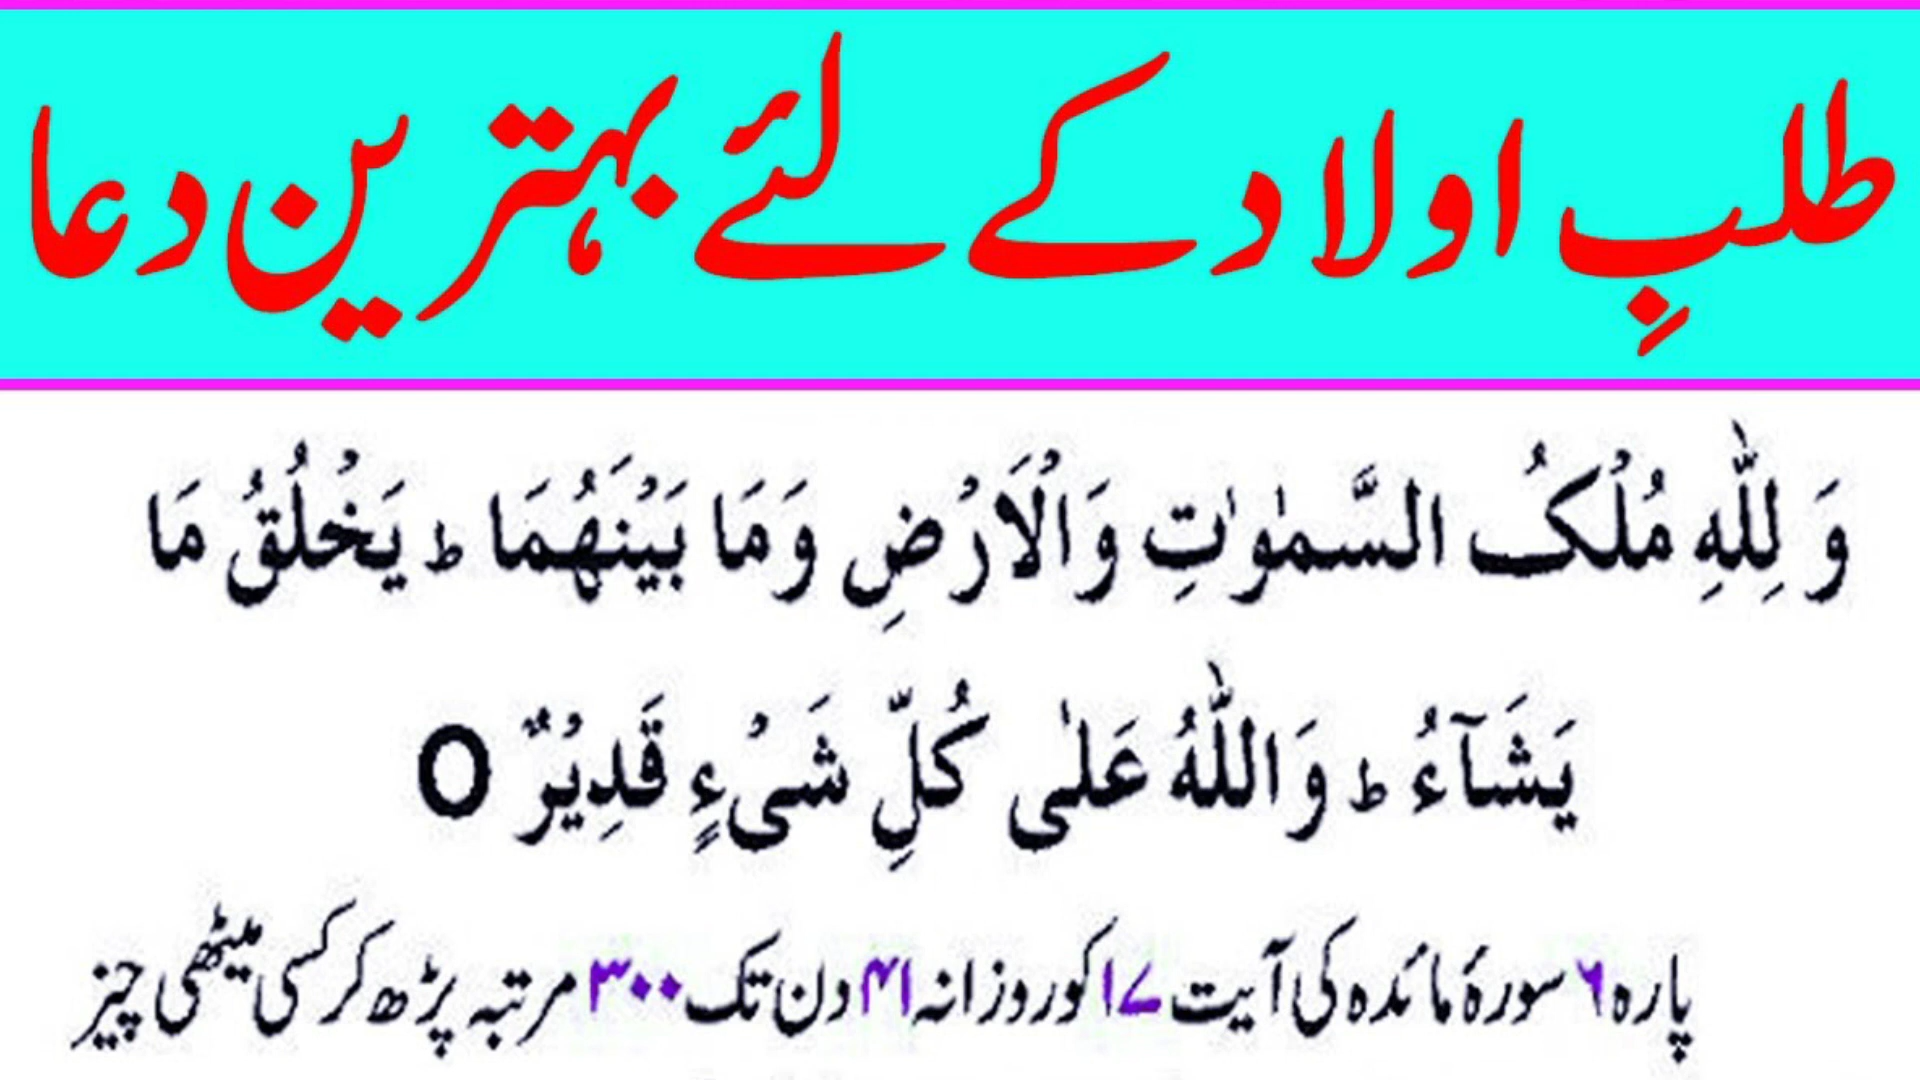 طلبِ اولاد کے لئے بہترین دعا
وَ لِلّٰهِ مُلْکُ السَّمٰوٰتِ وَالْاَرْضِ وَمَا بَیْنَهُمَا ؕ یَخْلُقُ مَا
یَشَآءُ ؕ وَاللّٰهُ عَلٰی کُلِّ شَیْءٍ قَدِیْرٌ O
پارہ ۶ سورۂ مائدہ کی آیت ۱۷ کو روزانہ ۴۱ دن تک ۳۰۰ مرتبہ پڑھ کر کسی میٹھی چیز